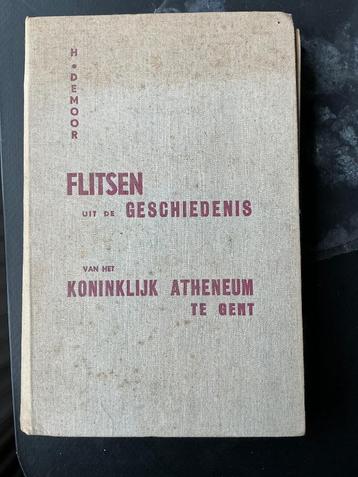 H • DEMOOR
FLITSEN
UIT DE GESCHIEDENIS
VAN HET
KONINKLIJK ATHENEUM
TE GENT